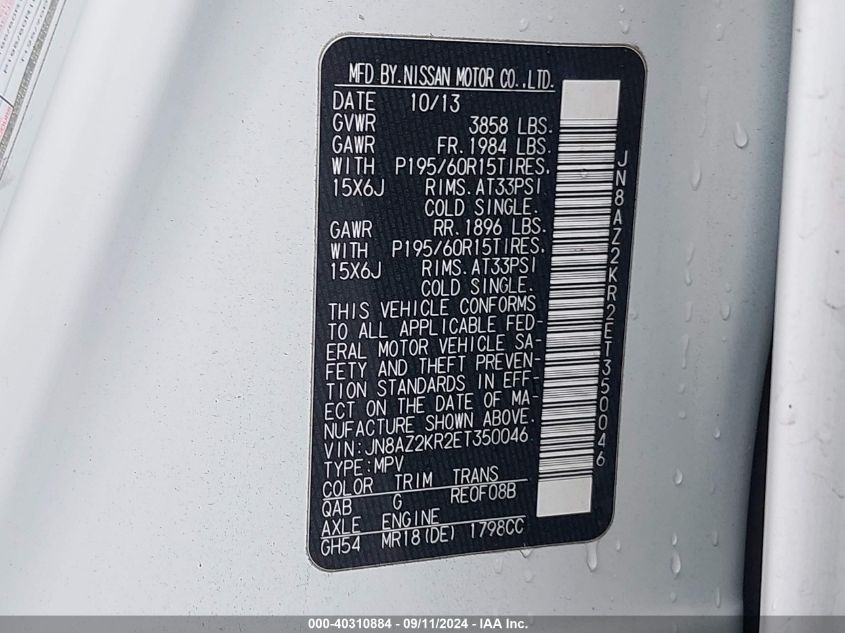 MFD BY.NISSAN MOTOR CO.,LTD.
DATE 10/13
GVWR 3858 LBS.
GAWR FR. 1984 LBS.
WITH P195/60R15TIRES.
15X6J RIMS. AT33PSI
COLD SINGLE.
GAWR RR. 1896 LBS.
WITH P195/60R15TIRES.
15X6J RIMS. AT33PSI
COLD SINGLE.
THIS VEHICLE CONFORMS
TO ALL APPLICABLE FED-
ERAL MOTOR VEHICLE SA-
FETY AND THEFT PREVEN-
TION STANDARDS IN EFF-
ECT ON THE DATE OF MA-
NUFACTURE SHOWN ABOVE.
VIN:JN8AZ2KR2ET350046
TYPE:MPV
COLOR TRIM TRANS
QAB G RE0F08B
AXLE ENGINE
GH54 MR18(DE) 1798CC
JN8AZ2KR2ET350046
000-40310884 - 09/11/2024 - IAA Inc.